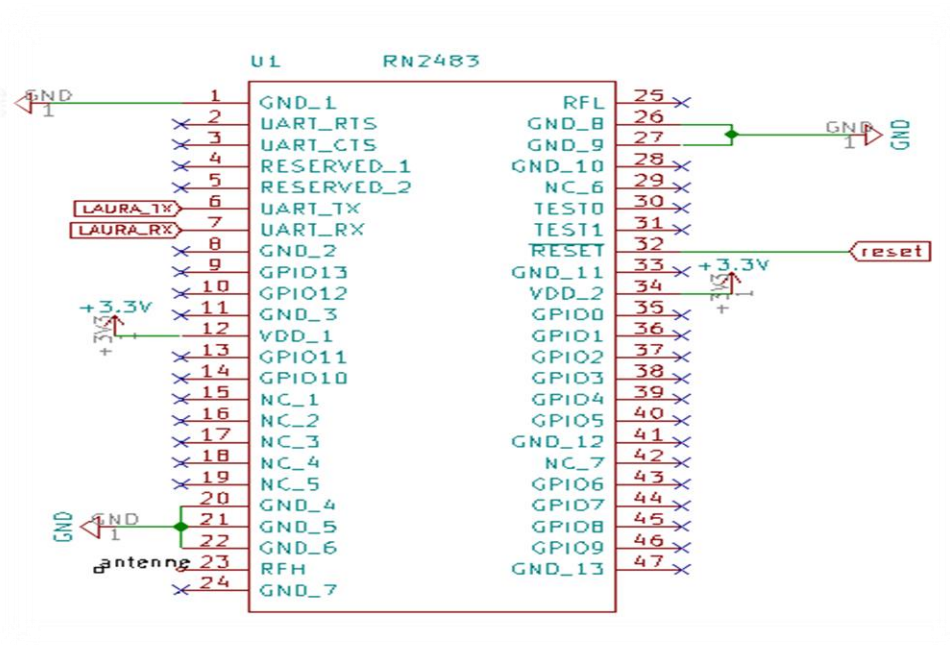 U1 RN2483
GND 1
1 GND_1
2 UART_RTS
3 UART_CTS
4 RESERVED_1
5 RESERVED_2
LAURA_TX 6 UART_TX
LAURA_RX 7 UART_RX
8 GND_2
9 GPIO13
10 GPIO12
11 GND_3
+3.3V
+3V3
12 VDD_1
13 GPIO11
14 GPIO10
15 NC_1
16 NC_2
17 NC_3
18 NC_4
19 NC_5
20 GND_4
GND GND 1
21 GND_5
22 GND_6
antenne 23 RFH
24 GND_7
RFL 25
GND_8 26
GND_9 27
GND 1 GND
GND_10 28
NC_6 29
TEST0 30
TEST1 31
RESET 32 reset
GND_11 33
+3.3V
+3V3 1
VDD_2 34
GPIO0 35
GPIO1 36
GPIO2 37
GPIO3 38
GPIO4 39
GPIO5 40
GND_12 41
NC_7 42
GPIO6 43
GPIO7 44
GPIO8 45
GPIO9 46
GND_13 47